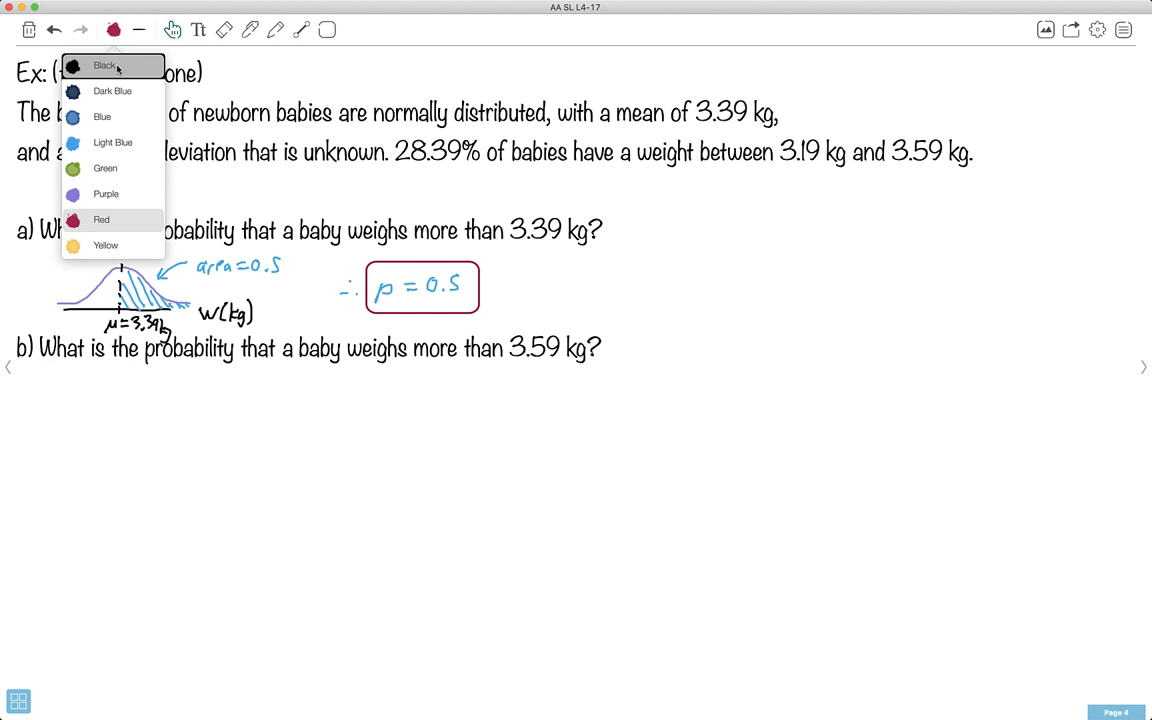 AA SL L4-17
Tt
Black
Dark Blue
Blue
Light Blue
Green
Purple
Red
Yellow
Ex: ( one)
The b of newborn babies are normally distributed, with a mean of 3.39 kg,
and a deviation that is unknown. 28.39% of babies have a weight between 3.19 kg and 3.59 kg.
a) Wh obability that a baby weighs more than 3.39 kg?
area = 0.5
∴ p = 0.5
W(kg)
μ = 3.39kg
b) What is the probability that a baby weighs more than 3.59 kg?
Page 4